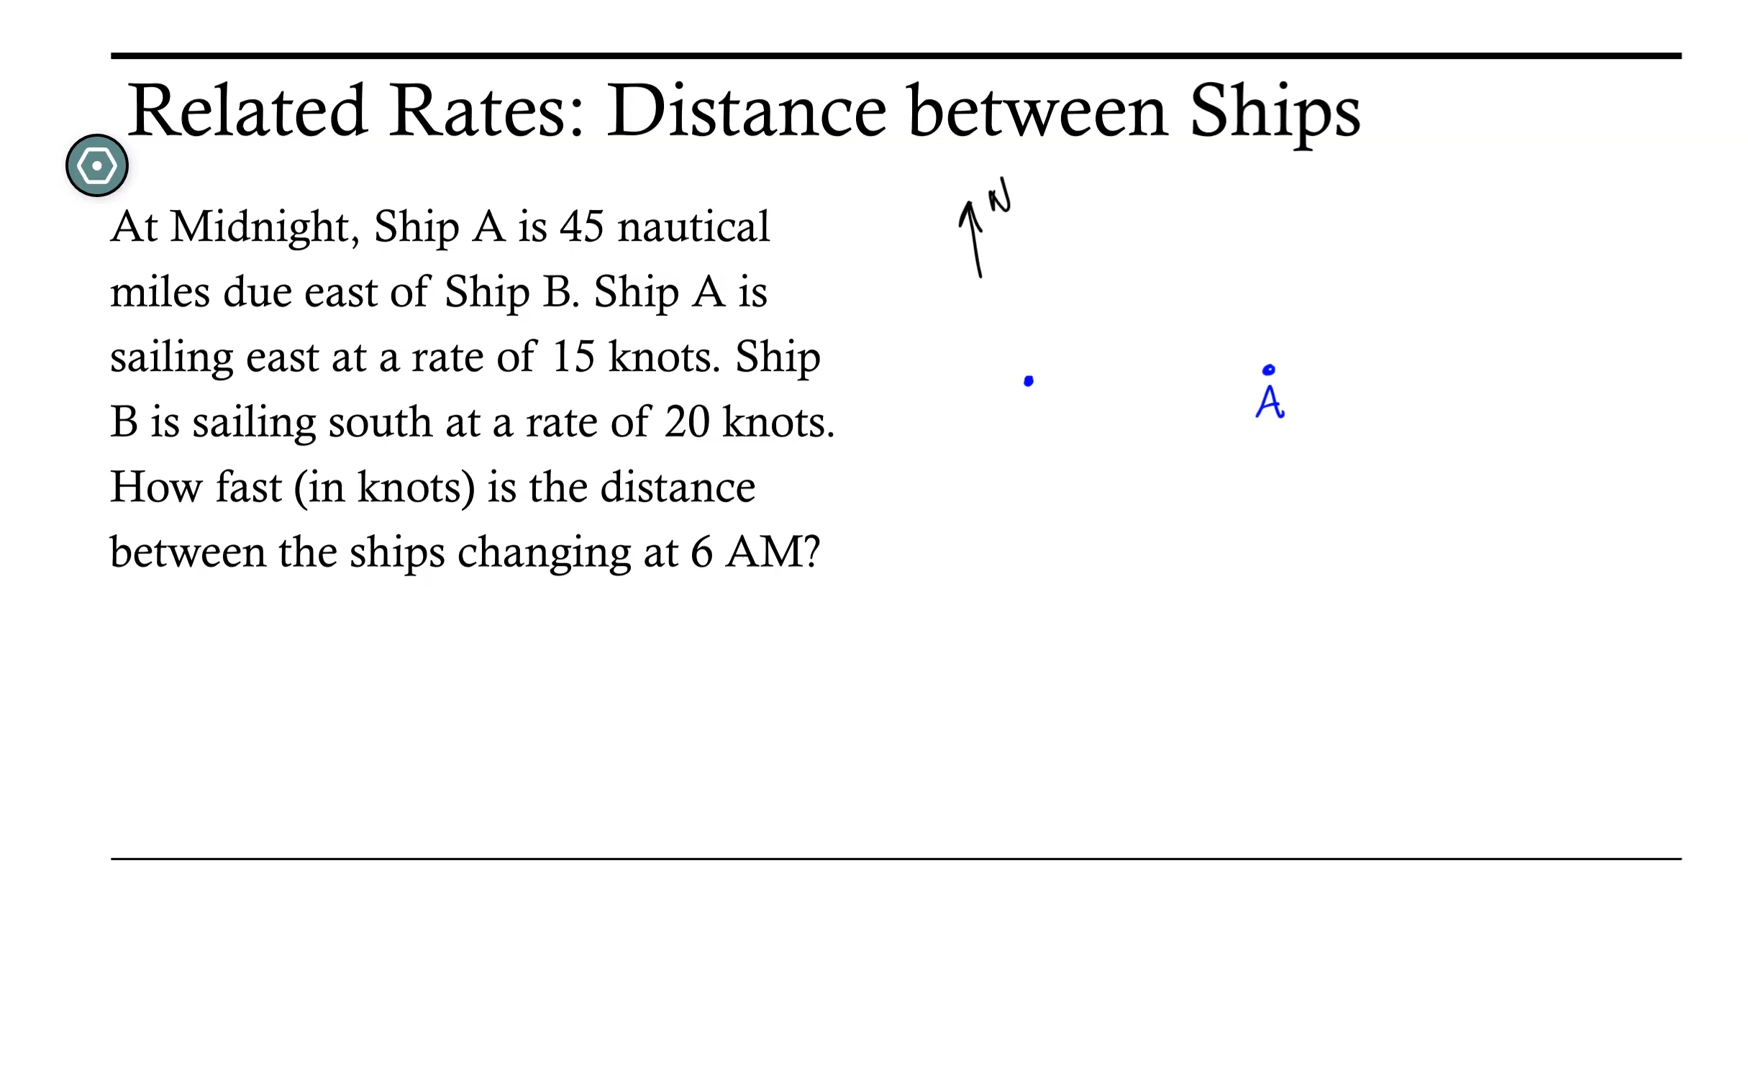 Related Rates: Distance between Ships
N
At Midnight, Ship A is 45 nautical
miles due east of Ship B. Ship A is
sailing east at a rate of 15 knots. Ship
B is sailing south at a rate of 20 knots.
How fast (in knots) is the distance
between the ships changing at 6 AM?
A